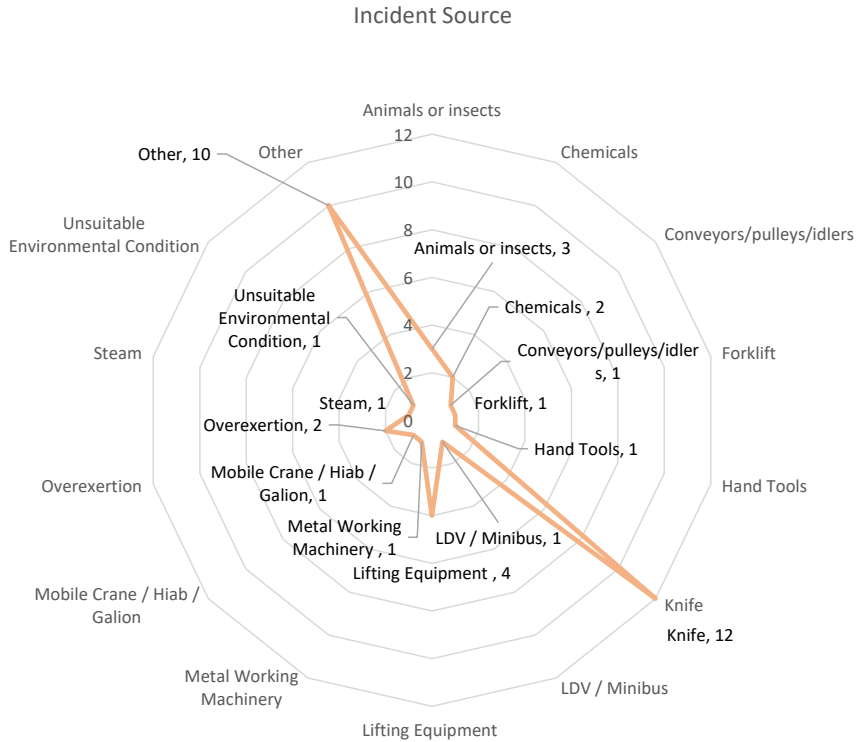 Incident Source
Animals or insects
Chemicals
Conveyors/pulleys/idlers
Forklift
Hand Tools
Knife
LDV / Minibus
Lifting Equipment
Metal Working
Machinery
Mobile Crane / Hiab /
Galion
Overexertion
Steam
Unsuitable
Environmental Condition
Other
12
10
8
6
4
2
0
Animals or insects, 3
Chemicals , 2
Conveyors/pulleys/idler
s, 1
Forklift, 1
Hand Tools, 1
Knife, 12
LDV / Minibus, 1
Lifting Equipment , 4
Metal Working
Machinery , 1
Mobile Crane / Hiab /
Galion, 1
Overexertion, 2
Steam, 1
Unsuitable
Environmental
Condition, 1
Other, 10